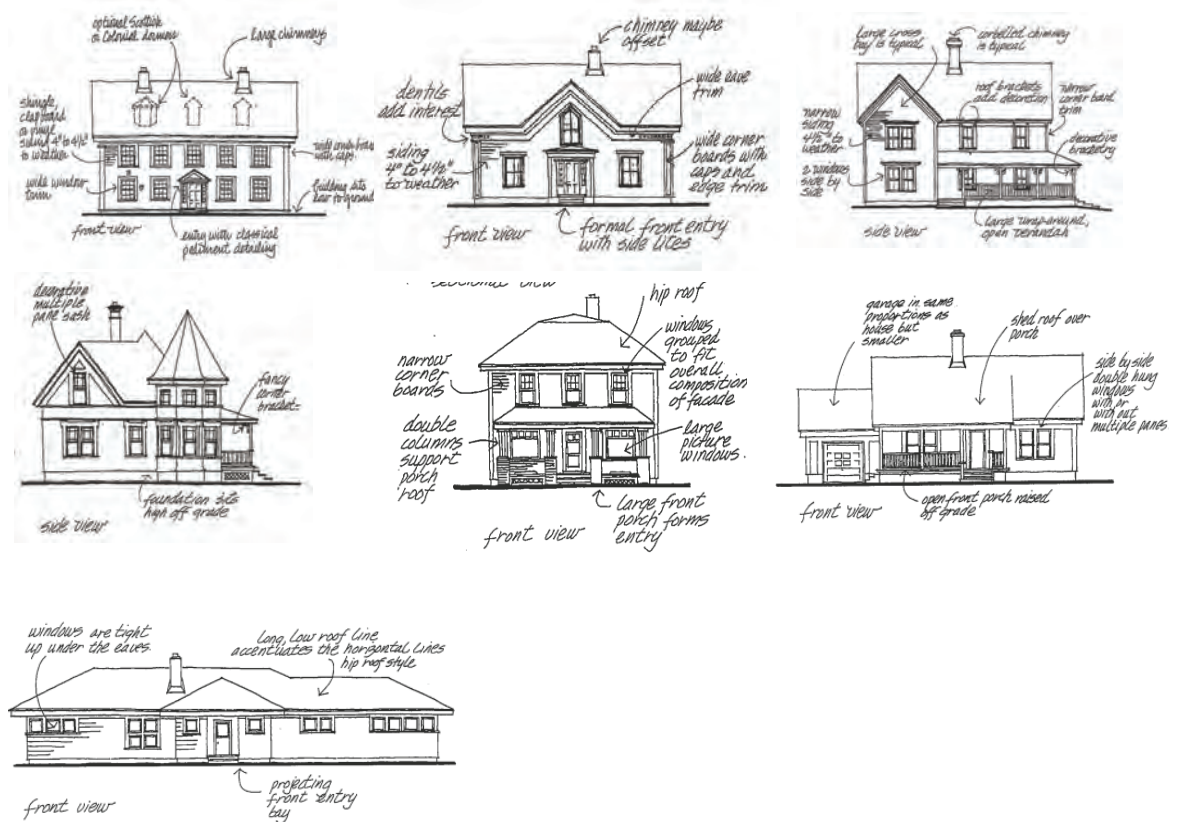 optional Scottish
or Colonial dormers
large chimneys
shingle,
clapboard
or
siding 4" to 4½"
to weather
wide window
trim
wide corner
with caps
building sits
low to ground
entry with classical
pediment detailing
front view
chimney maybe
offset
dentils
add interest
wide eave
trim
siding
4" to 4½"
to weather
wide corner
boards with
caps and
edge trim
formal front entry
with side lites
front view
large cross
bay is typical
corbelled chimney
is typical
roof brackets
add decoration
narrow
corner board
trim
narrow
siding
4½" to
weather
decorative
bracketry
2 windows
side by
side
large wrap-around,
open verandah
side view
decorative
multiple
pane sash
fancy
corner
bracket
foundation sits
high off grade
side view
hip roof
narrow
corner
boards
windows
grouped
to fit
overall
composition
of facade
double
columns
support
porch
roof
large
picture
windows.
large front
porch forms
entry
front view
garage in same
proportions as
house but
smaller
shed roof over
porch
side by side
double hung
windows
with or
with out
multiple panes
open front porch raised
off grade
front view
windows are tight
up under the eaves.
long, low roof line
accentuates the horizontal lines
hip roof style
projecting
front entry
bay
front view